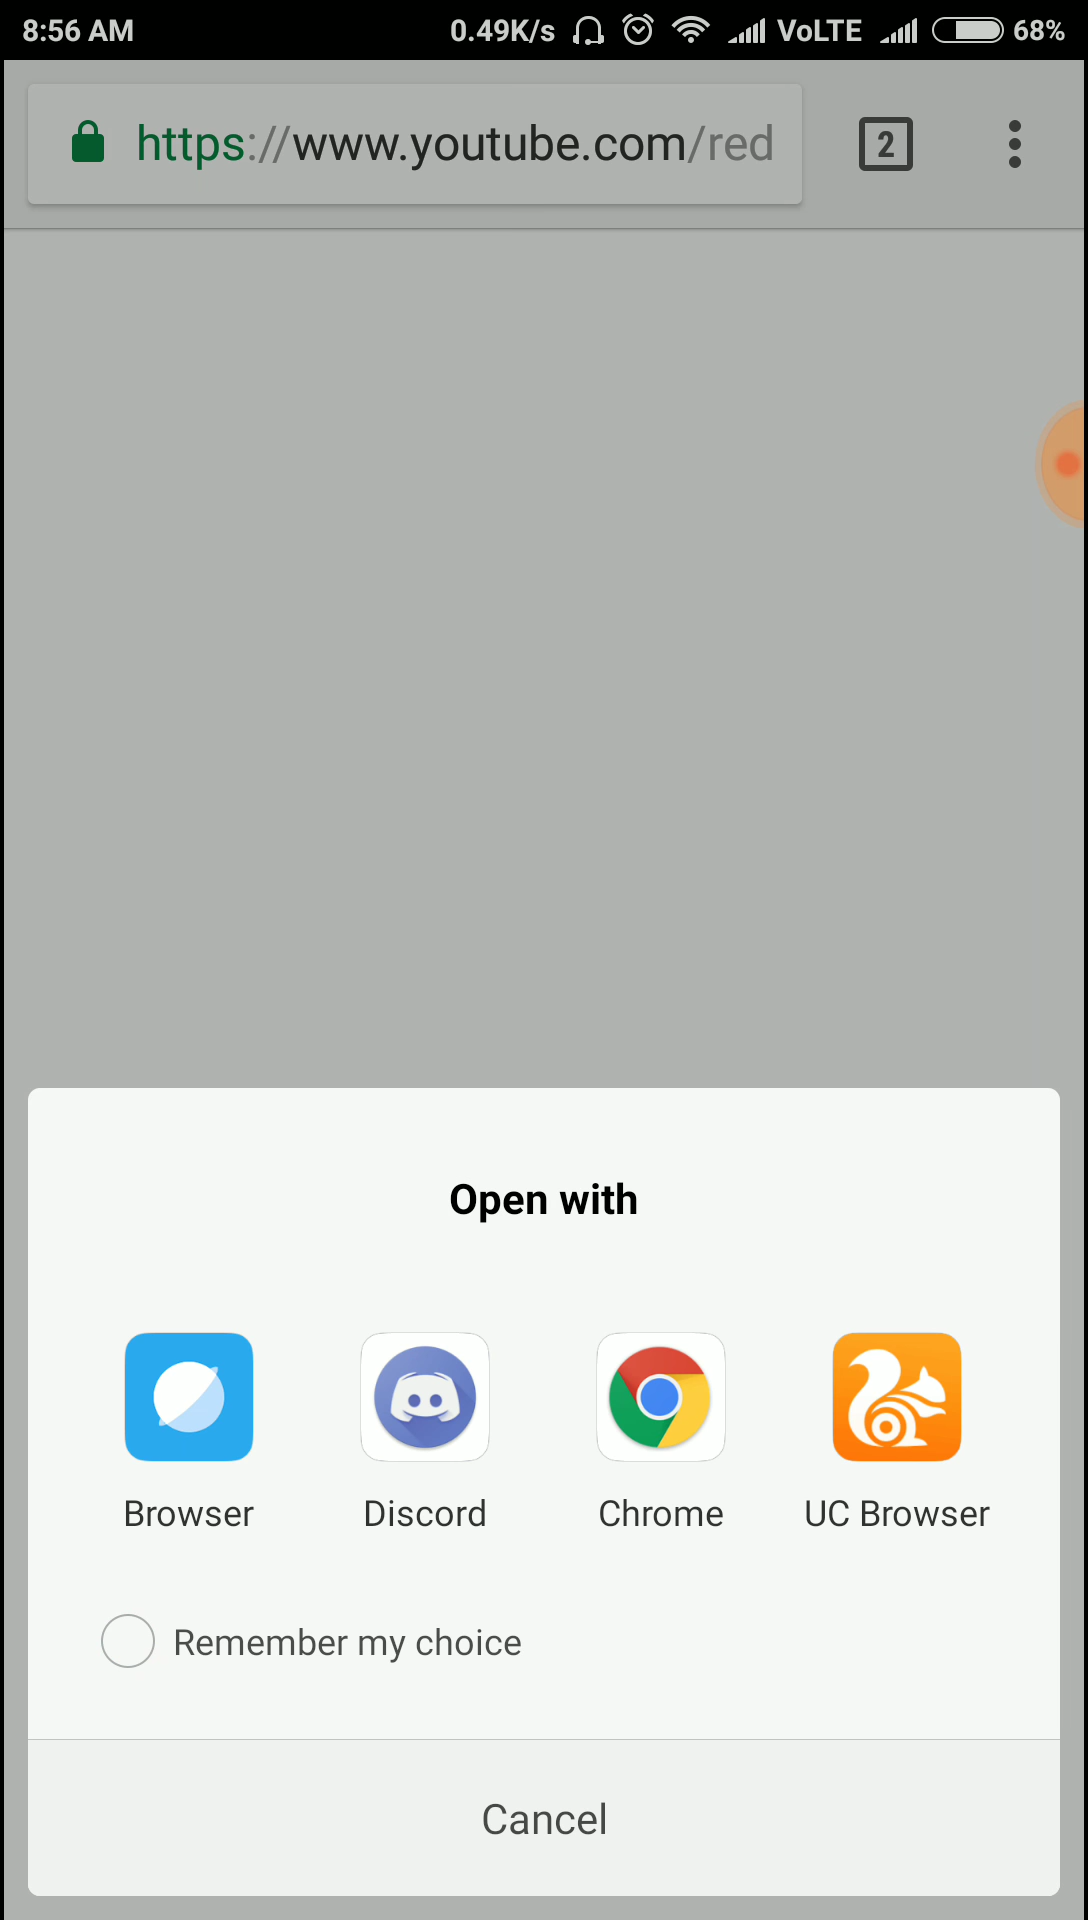 8:56 AM 0.49K/s VoLTE 68%
https://www.youtube.com/red 2
Open with
Browser Discord Chrome UC Browser
Remember my choice
Cancel